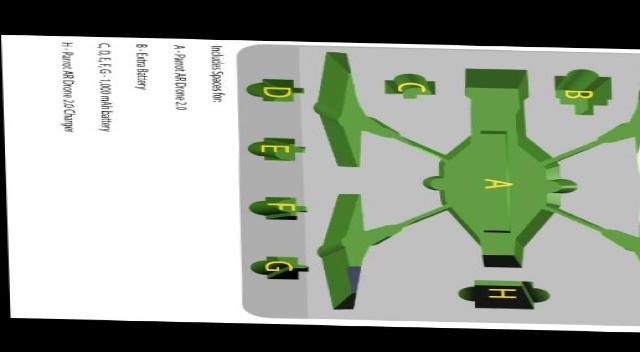 Includes Spaces for:
A - Parrot AR Drone 2.0
B - Extra Battery
C, D, E, F, G - 1,000 mAh battery
H - Parrot AR Drone 2.0 Charger
B
C
A
H
D
E
F
G